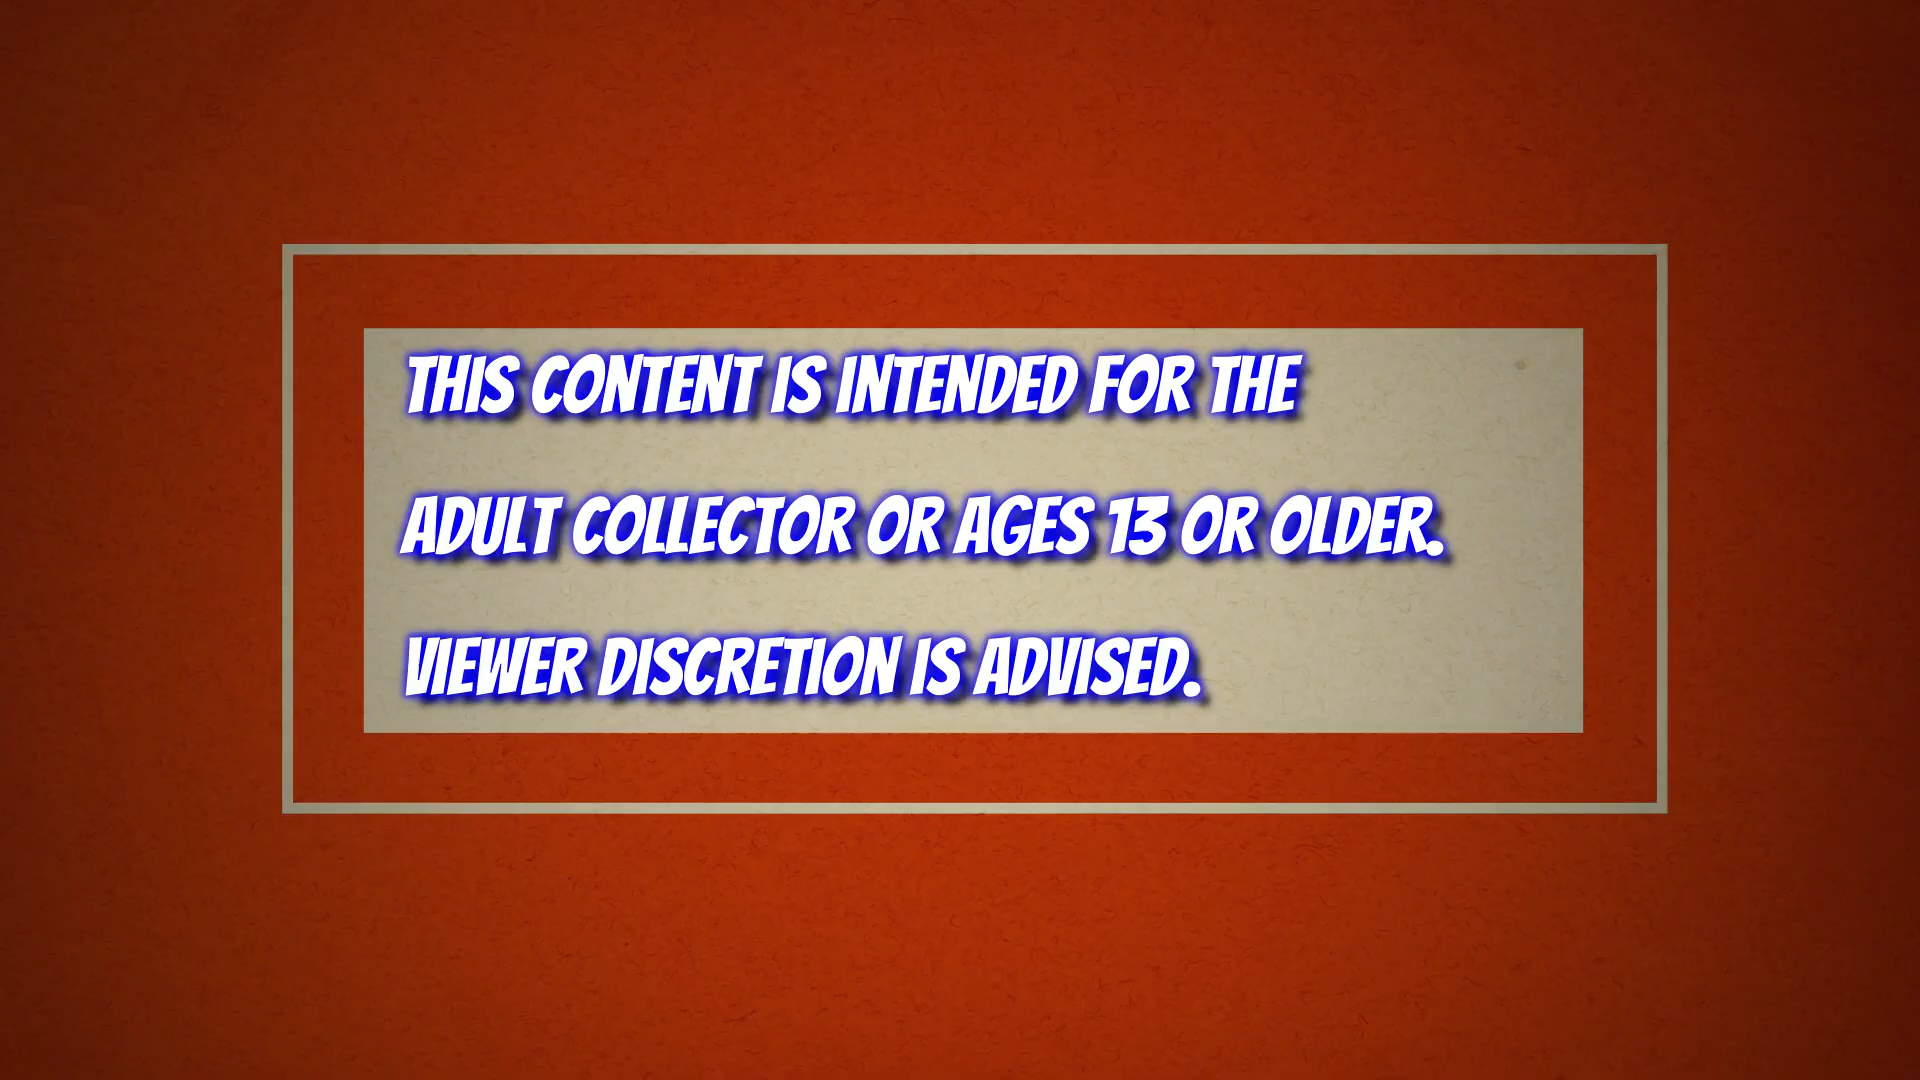 THIS CONTENT IS INTENDED FOR THE
ADULT COLLECTOR OR AGES 13 OR OLDER.
VIEWER DISCRETION IS ADVISED.